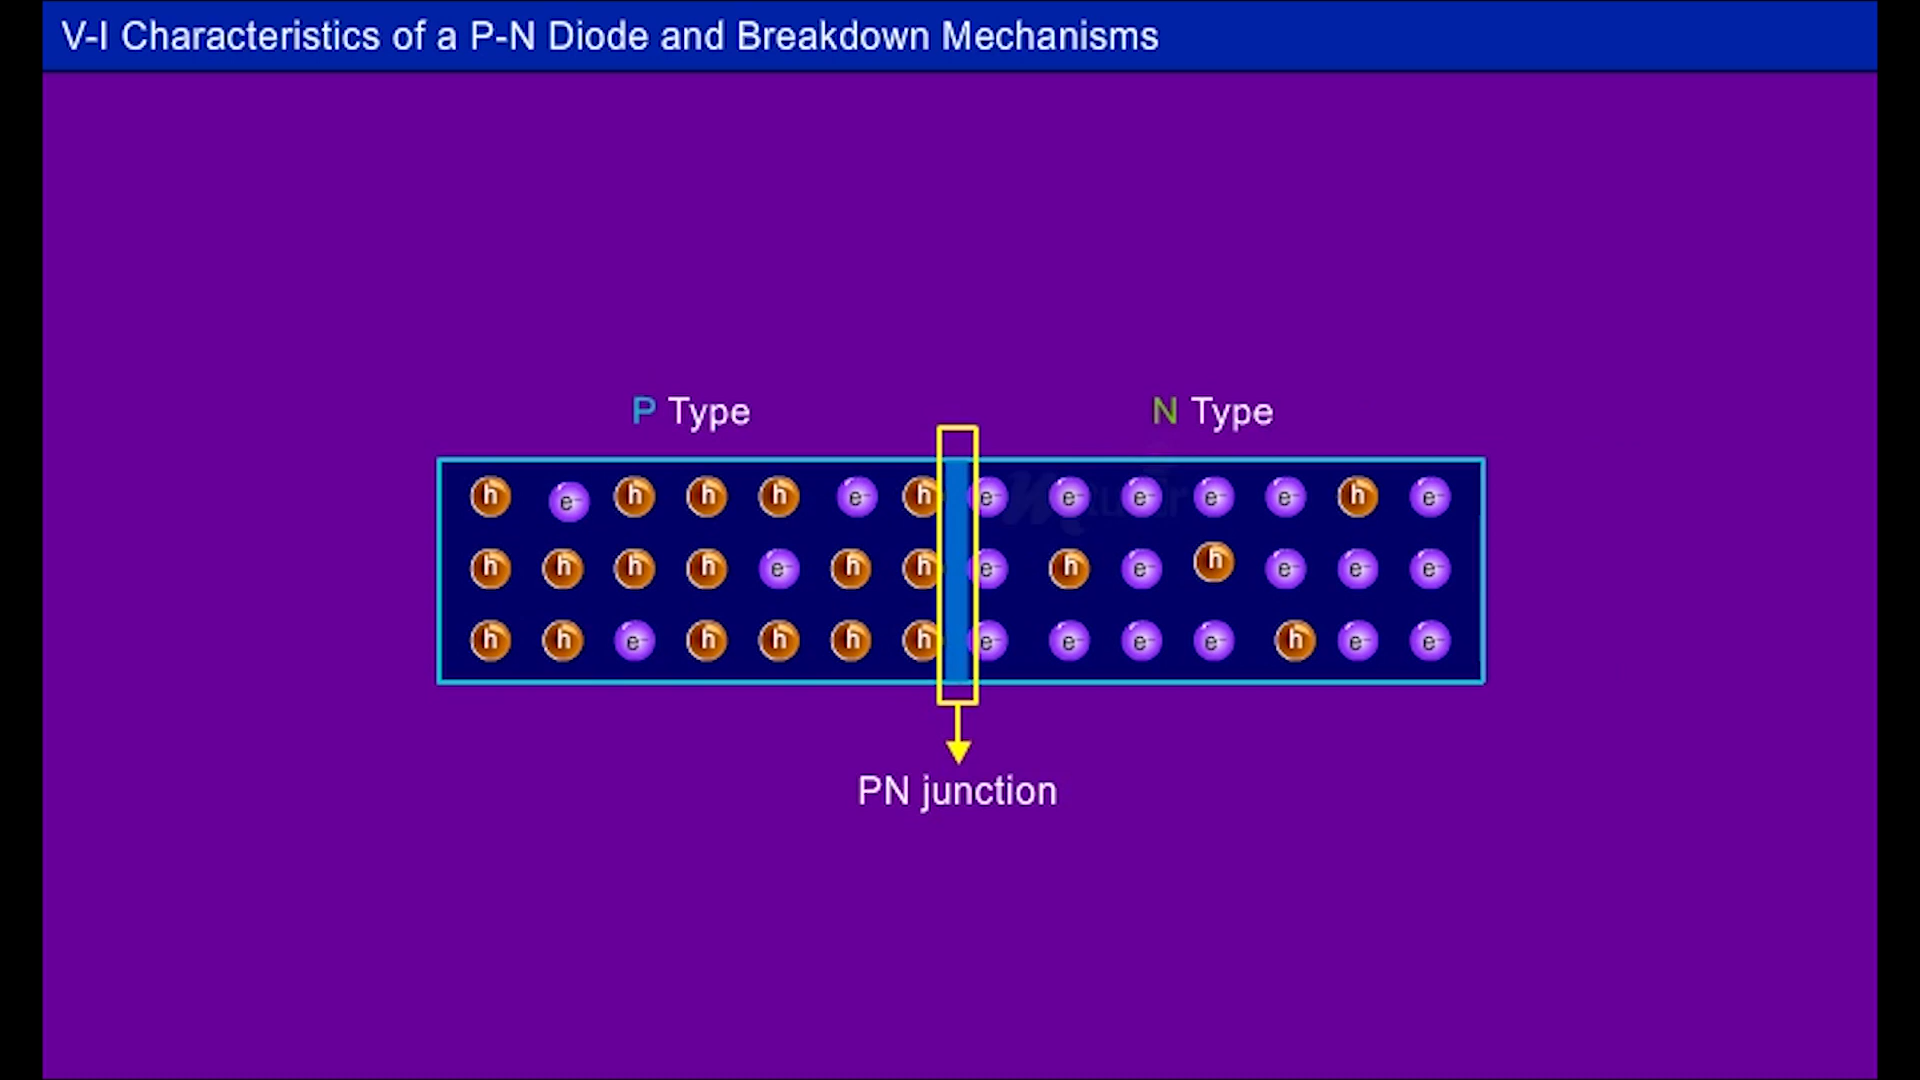 V-I Characteristics of a P-N Diode and Breakdown Mechanisms
P Type N Type
h e- h h h e- h e- e- e- e- e- h e-
h h h h e- h h e- h e- h e- e- e-
h h e- h h h h e- e- e- e- h e- e-
PN junction